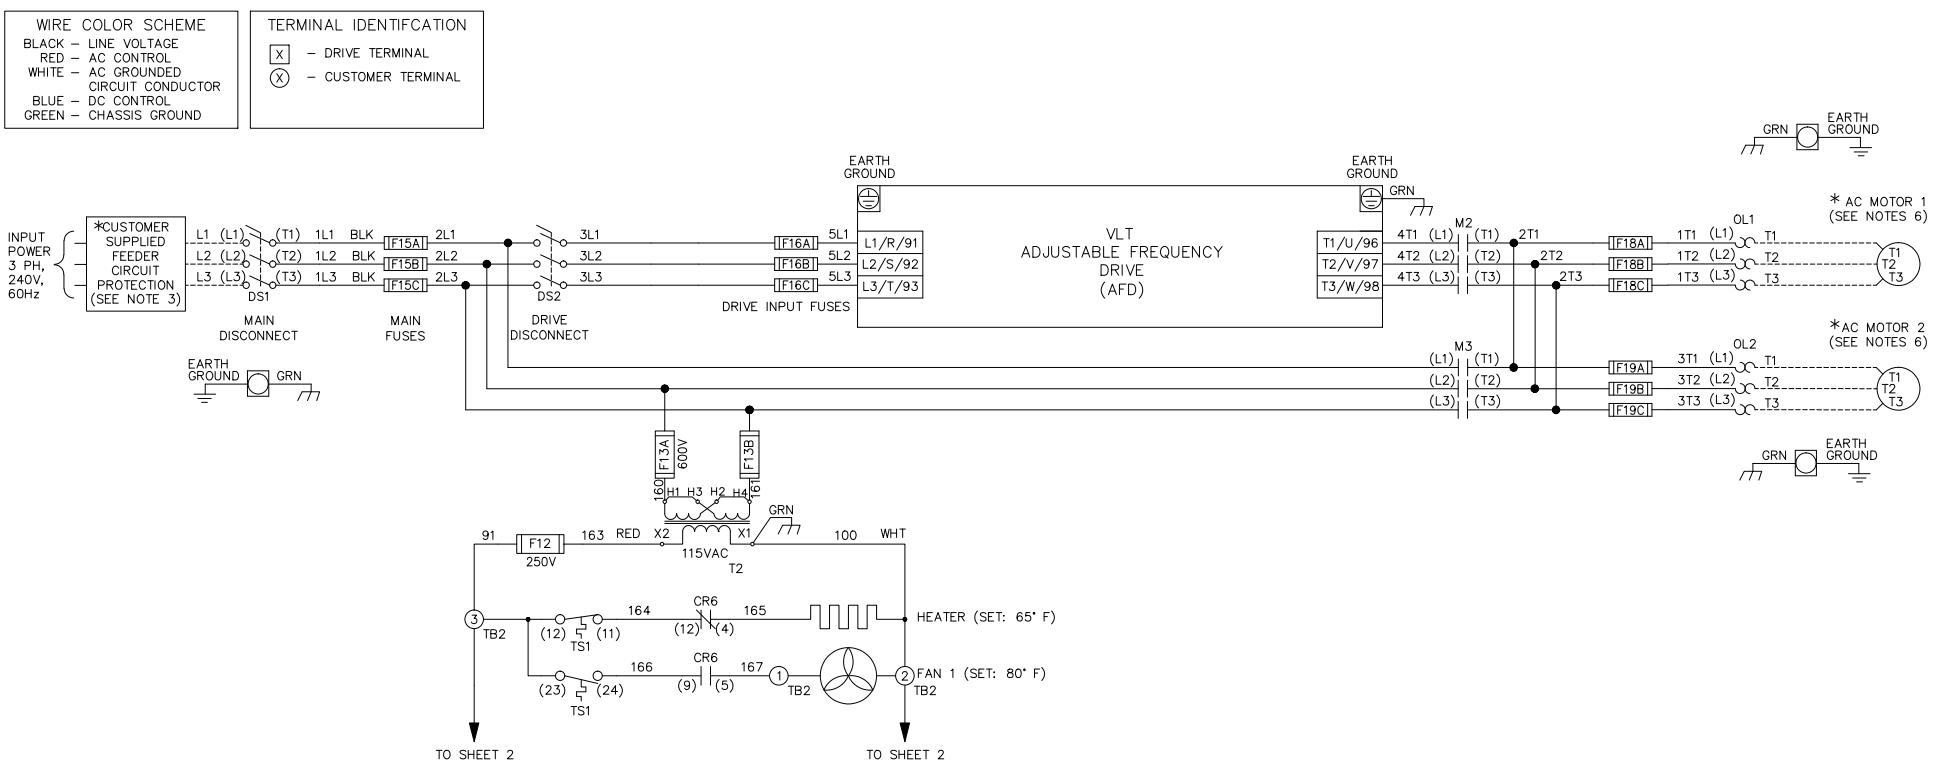 WIRE COLOR SCHEME
BLACK – LINE VOLTAGE
RED – AC CONTROL
WHITE – AC GROUNDED
CIRCUIT CONDUCTOR
BLUE – DC CONTROL
GREEN – CHASSIS GROUND
TERMINAL IDENTIFCATION
X – DRIVE TERMINAL
X – CUSTOMER TERMINAL
INPUT
POWER
3 PH,
240V,
60Hz
*CUSTOMER
SUPPLIED
FEEDER
CIRCUIT
PROTECTION
(SEE NOTE 3)
L1 (L1) (T1) 1L1 BLK F15A 2L1 3L1 F16A 5L1 L1/R/91
L2 (L2) (T2) 1L2 BLK F15B 2L2 3L2 F16B 5L2 L2/S/92
L3 (L3) (T3) 1L3 BLK F15C 2L3 3L3 F16C 5L3 L3/T/93
DS1
DS2
MAIN
DISCONNECT
MAIN
FUSES
DRIVE
DISCONNECT
DRIVE INPUT FUSES
EARTH
GROUND
GRN
EARTH
GROUND
VLT
ADJUSTABLE FREQUENCY
DRIVE
(AFD)
EARTH
GROUND
GRN
M2
T1/U/96 4T1 (L1) (T1) 2T1 F18A 1T1 (L1) T1
T2/V/97 4T2 (L2) (T2) 2T2 F18B 1T2 (L2) T2
T3/W/98 4T3 (L3) (T3) 2T3 F18C 1T3 (L3) T3
OL1
GRN
EARTH
GROUND
* AC MOTOR 1
(SEE NOTES 6)
T1
T2
T3
M3
(L1) (T1) F19A 3T1 (L1) T1
(L2) (T2) F19B 3T2 (L2) T2
(L3) (T3) F19C 3T3 (L3) T3
OL2
*AC MOTOR 2
(SEE NOTES 6)
T1
T2
T3
GRN
EARTH
GROUND
F13A
600V
F13B
160
H1 H3 H2 H4
161
GRN
91 F12 163 RED X2 X1 100 WHT
250V
115VAC
T2
3
TB2
164 CR6 165
(12) (11) (12) (4)
TS1
HEATER (SET: 65° F)
166 CR6 167 1 2
(23) (24) (9) (5) TB2 TB2
TS1
FAN 1 (SET: 80° F)
TO SHEET 2
TO SHEET 2